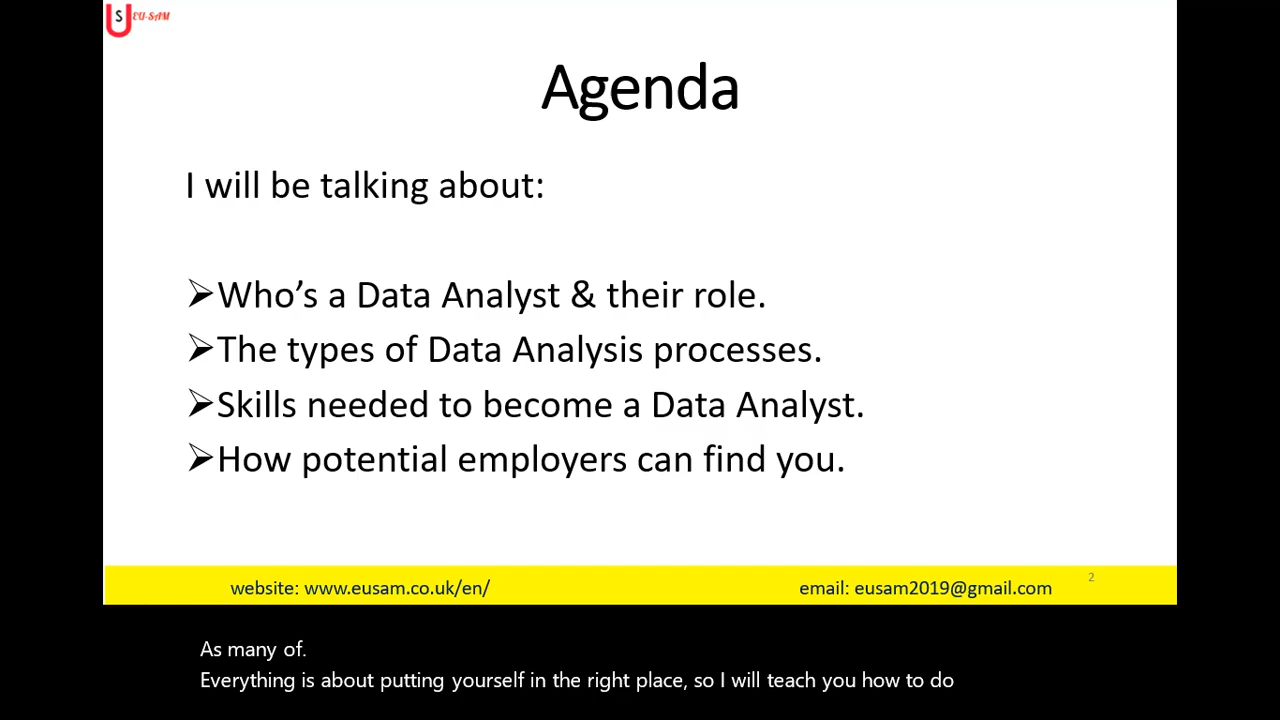 S EU-SAM
Agenda
I will be talking about:
➢Who’s a Data Analyst & their role.
➢The types of Data Analysis processes.
➢Skills needed to become a Data Analyst.
➢How potential employers can find you.
website: www.eusam.co.uk/en/
email: eusam2019@gmail.com
2
As many of.
Everything is about putting yourself in the right place, so I will teach you how to do